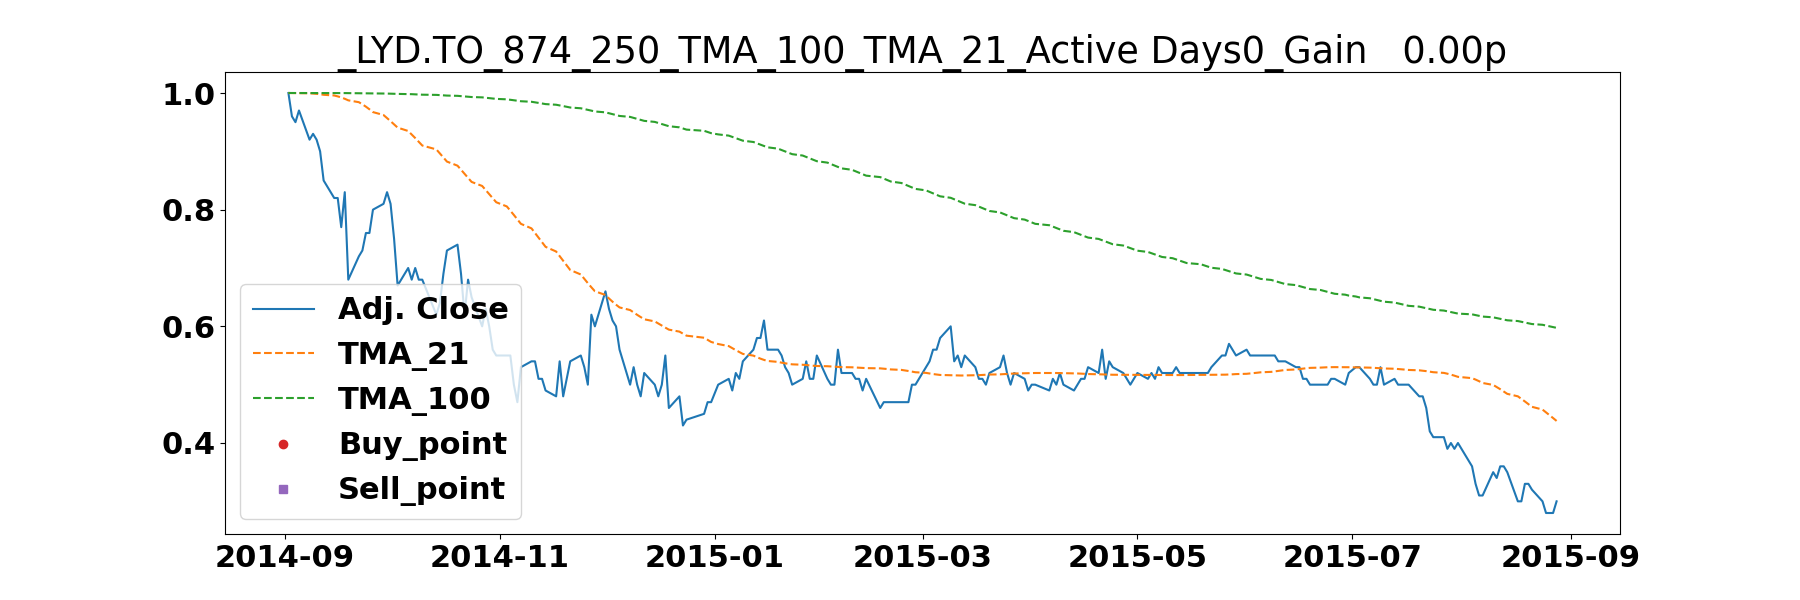 _LYD.TO_874_250_TMA_100_TMA_21_Active Days0_Gain   0.00p
1.0
0.8
0.6
0.4
Adj. Close
TMA_21
TMA_100
Buy_point
Sell_point
2014-09 2014-11 2015-01 2015-03 2015-05 2015-07 2015-09